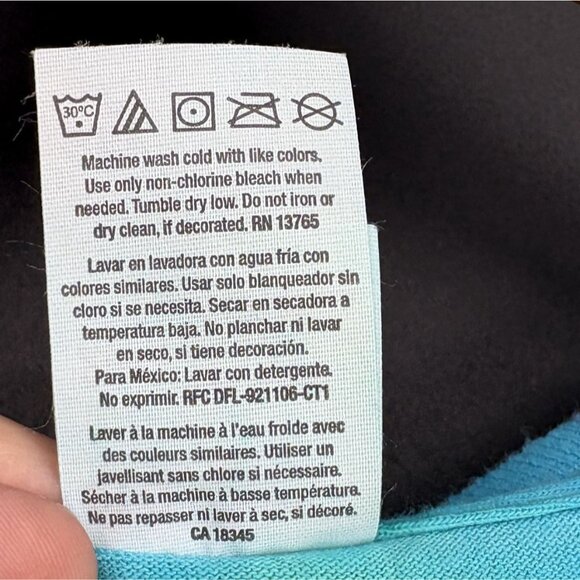 30°C
Machine wash cold with like colors.
Use only non-chlorine bleach when
needed. Tumble dry low. Do not iron or
dry clean, if decorated. RN 13765
Lavar en lavadora con agua fría con
colores similares. Usar solo blanqueador sin
cloro si se necesita. Secar en secadora a
temperatura baja. No planchar ni lavar
en seco, si tiene decoración.
Para México: Lavar con detergente.
No exprimir. RFC DFL-921106-CT1
Laver à la machine à l'eau froide avec
des couleurs similaires. Utiliser un
javellisant sans chlore si nécessaire.
Sécher à la machine à basse température.
Ne pas repasser ni laver à sec, si décoré.
CA 18345